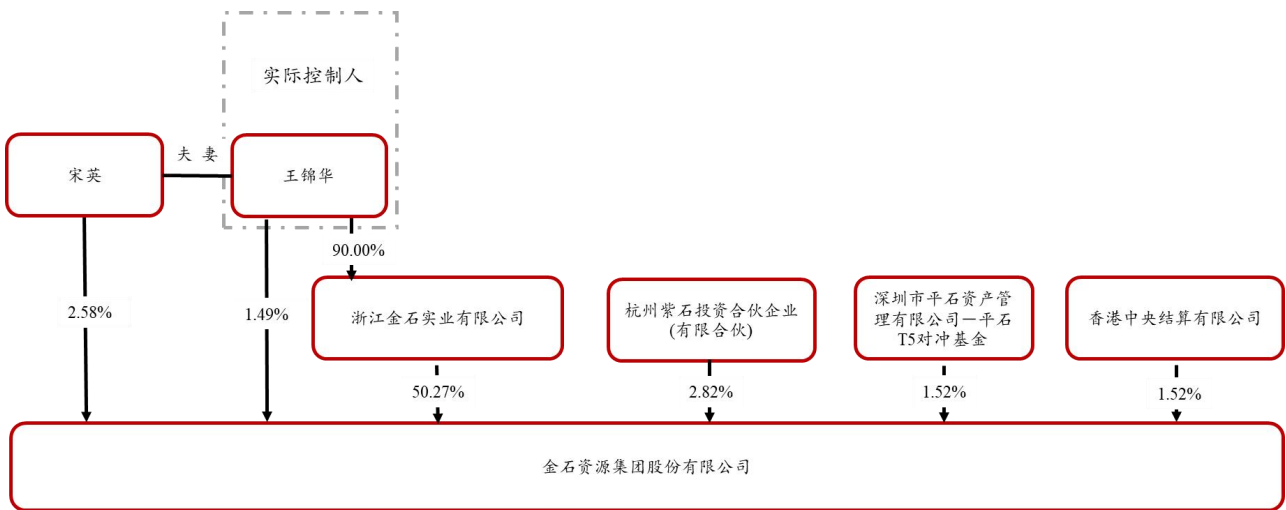 实际控制人
宋英
夫 妻
王锦华
90.00%
2.58%
1.49%
浙江金石实业有限公司
杭州紫石投资合伙企业
(有限合伙)
深圳市平石资产管
理有限公司－平石
T5对冲基金
香港中央结算有限公司
50.27%
2.82%
1.52%
1.52%
金石资源集团股份有限公司